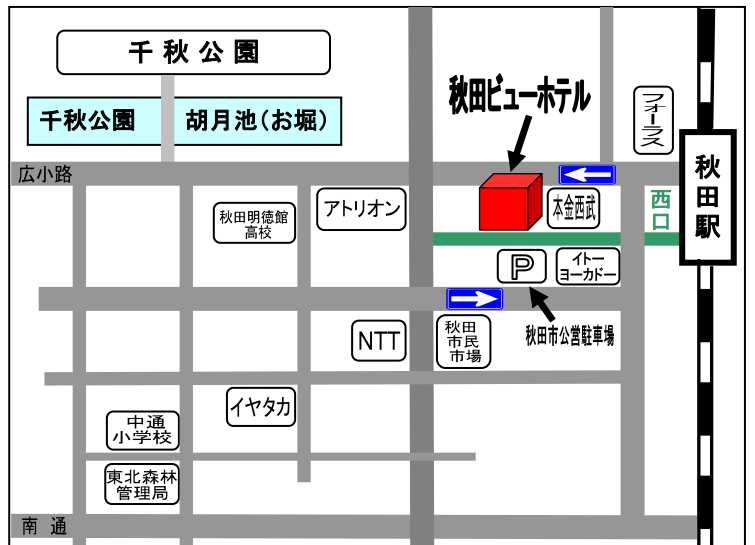 千秋公園
秋田ビューホテル
フォーラス
千秋公園
胡月池(お堀)
広小路
秋田駅
西口
本金西武
アトリオン
秋田明徳館
高校
P
イトー
ヨーカドー
秋田市公営駐車場
NTT
秋田
市民
市場
イヤタカ
中通
小学校
東北森林
管理局
南通